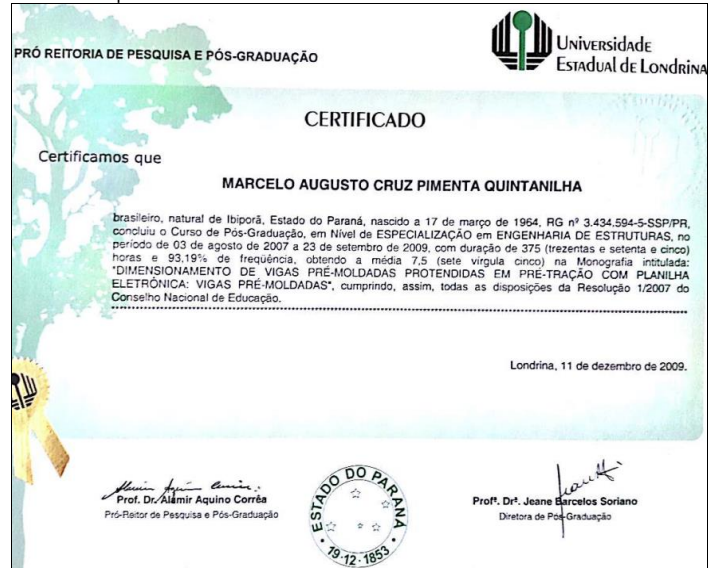 PRÓ REITORIA DE PESQUISA E PÓS-GRADUAÇÃO
UNIVERSIDADE
ESTADUAL DE LONDRINA
CERTIFICADO
Certificamos que
MARCELO AUGUSTO CRUZ PIMENTA QUINTANILHA
brasileiro, natural de Ibiporã, Estado do Paraná, nascido a 17 de março de 1964, RG nº 3.434.594-5-SSP/PR,
concluiu o Curso de Pós-Graduação, em Nível de ESPECIALIZAÇÃO em ENGENHARIA DE ESTRUTURAS, no
período de 03 de agosto de 2007 a 23 de setembro de 2009, com duração de 375 (trezentas e setenta e cinco)
horas e 93,19% de freqüência, obtendo a média 7,5 (sete vírgula cinco) na Monografia intitulada:
"DIMENSIONAMENTO DE VIGAS PRÉ-MOLDADAS PROTENDIDAS EM PRÉ-TRAÇÃO COM PLANILHA
ELETRÔNICA: VIGAS PRÉ-MOLDADAS", cumprindo, assim, todas as disposições da Resolução 1/2007 do
Conselho Nacional de Educação.
Londrina, 11 de dezembro de 2009.
Prof. Dr. Alamir Aquino Corrêa
Pró-Reitor de Pesquisa e Pós-Graduação
ESTADO DO PARANÁ
19-12-1853
Profª. Drª. Jeane Barcelos Soriano
Diretora de Pós-Graduação